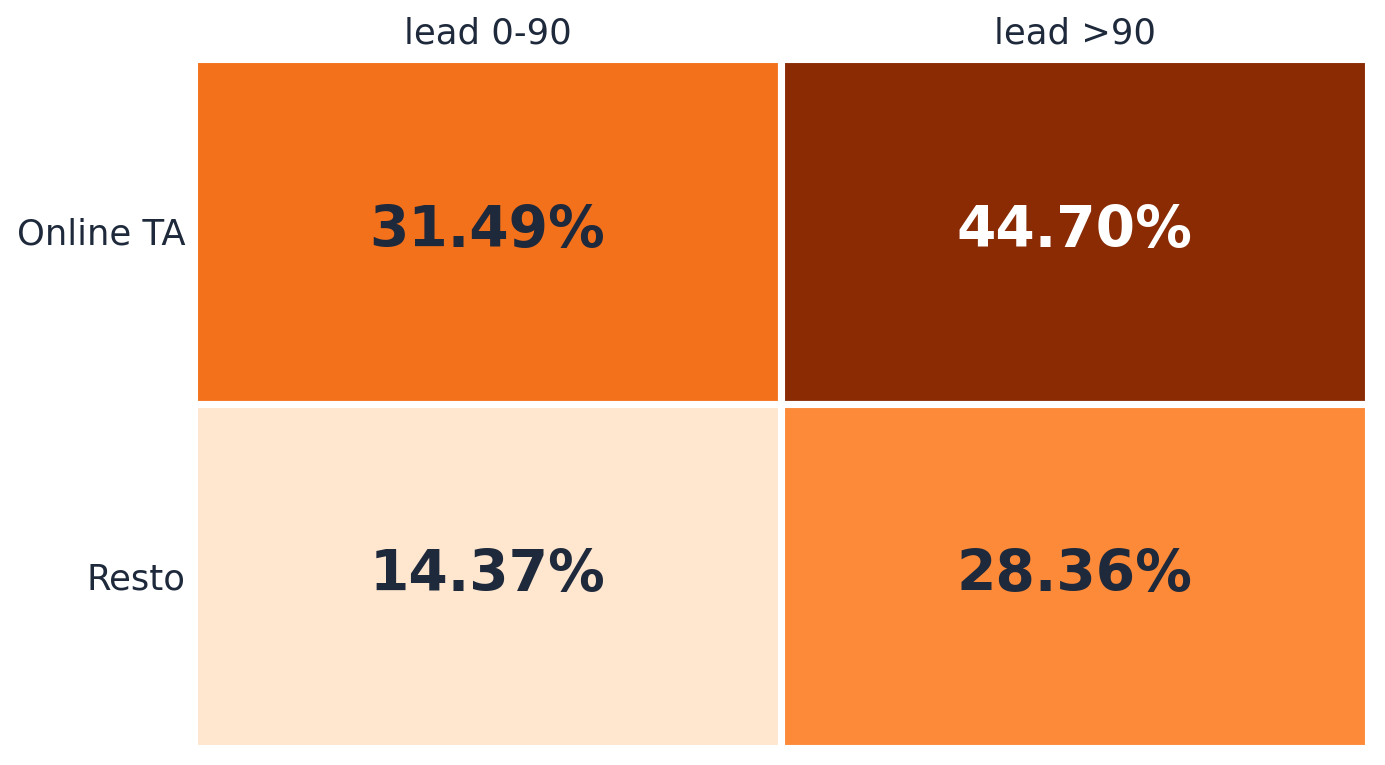 lead 0-90
lead >90
Online TA
31.49%
44.70%
Resto
14.37%
28.36%